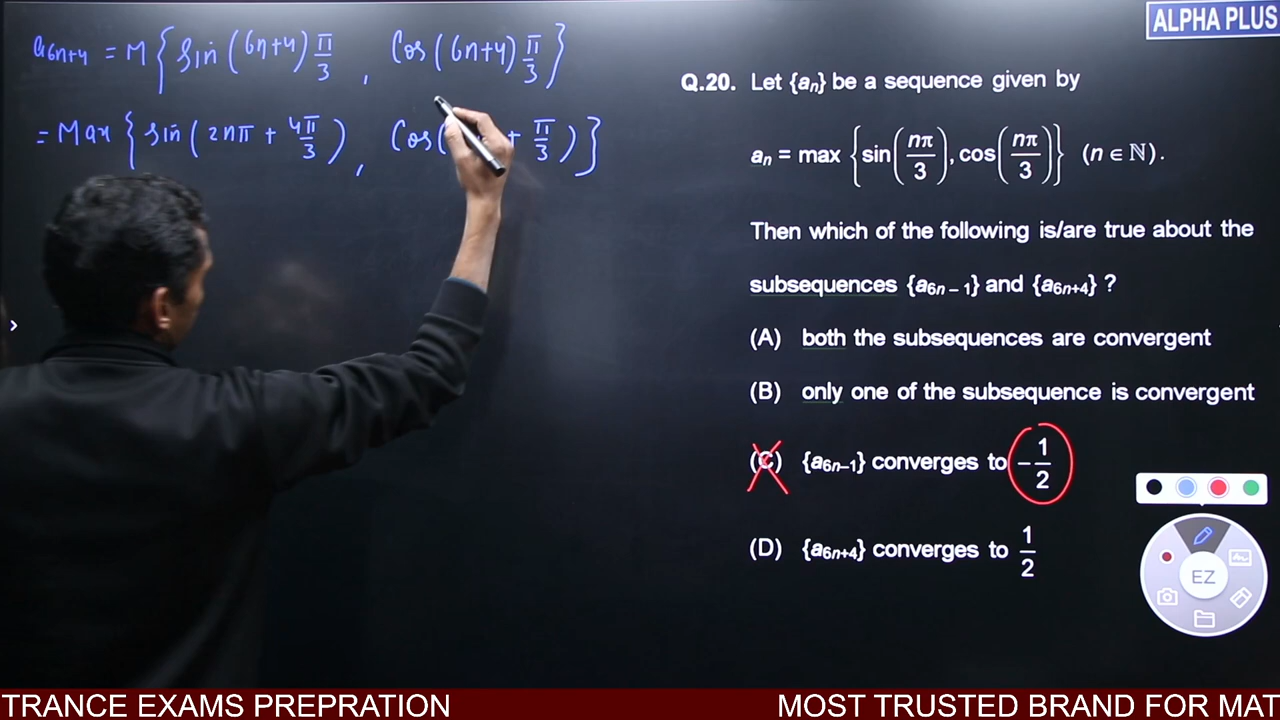 ALPHA PLUS
a6n+4 = M { sin (6n+4) π/3 , Cos (6n+4) π/3 }
= Max { sin ( 2nπ + 4π/3 ) , Cos( + π/3 ) }
Q.20. Let {aₙ} be a sequence given by
aₙ = max { sin(nπ/3), cos(nπ/3) } (n ∈ ℕ).
Then which of the following is/are true about the
subsequences {a6n – 1} and {a6n+4} ?
(A) both the subsequences are convergent
(B) only one of the subsequence is convergent
(C) {a6n–1} converges to –1/2
(D) {a6n+4} converges to 1/2
EZ
TRANCE EXAMS PREPRATION MOST TRUSTED BRAND FOR MAT